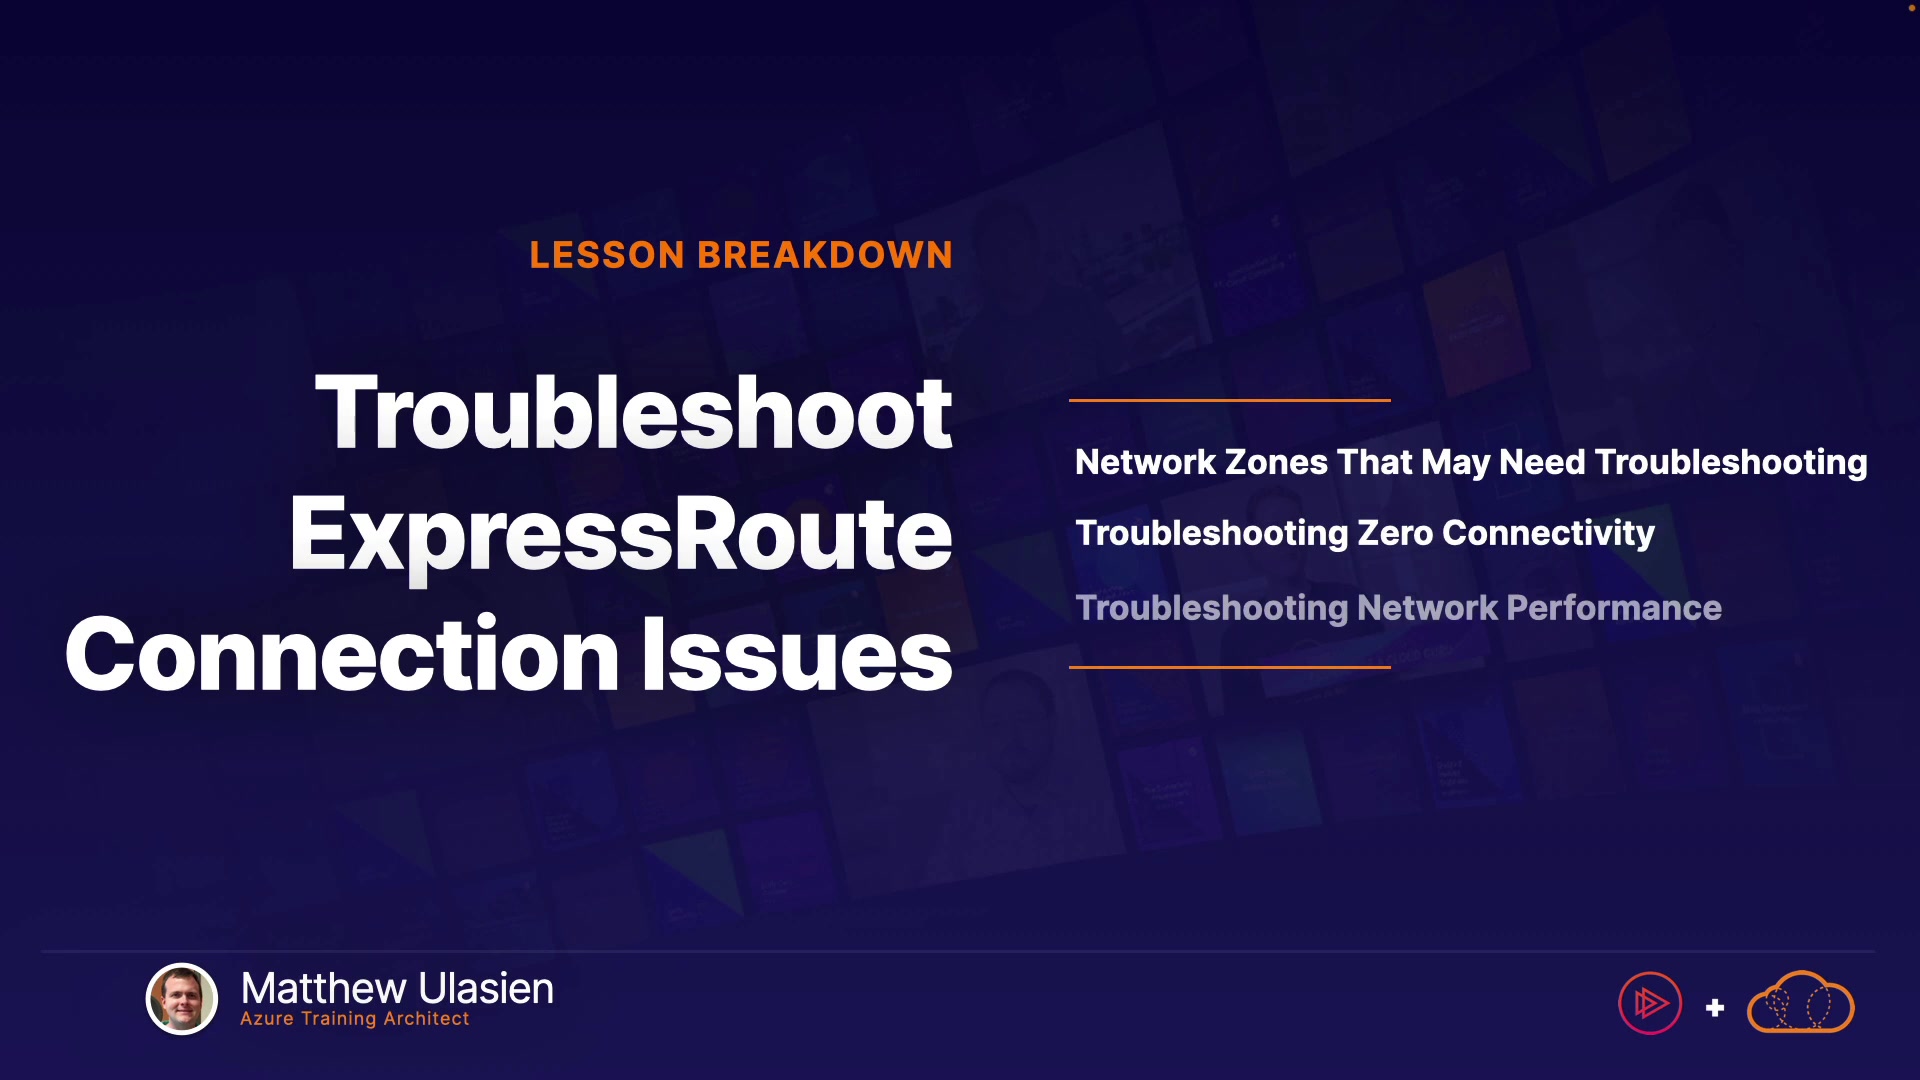 LESSON BREAKDOWN
Troubleshoot
ExpressRoute
Connection Issues
Network Zones That May Need Troubleshooting
Troubleshooting Zero Connectivity
Troubleshooting Network Performance
Matthew Ulasien
Azure Training Architect